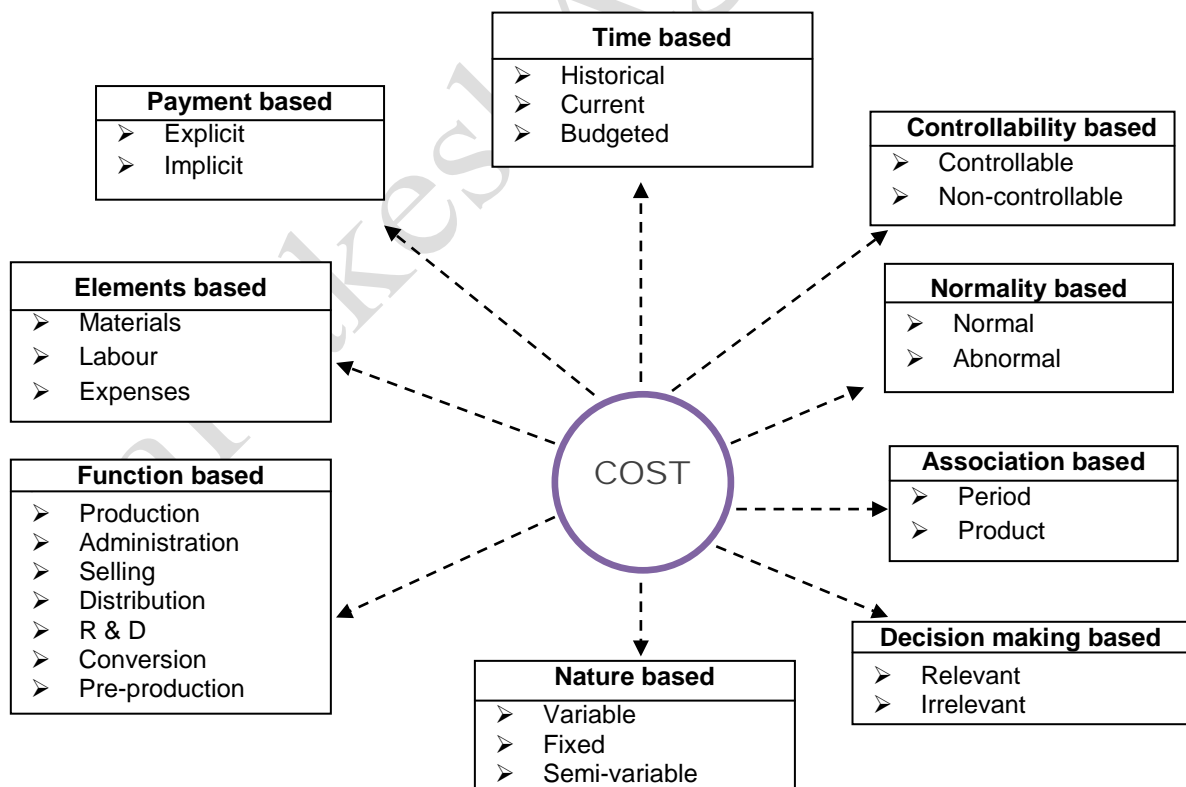 Time based
➢ Historical
➢ Current
➢ Budgeted
Payment based
➢ Explicit
➢ Implicit
Controllability based
➢ Controllable
➢ Non-controllable
Elements based
➢ Materials
➢ Labour
➢ Expenses
Normality based
➢ Normal
➢ Abnormal
COST
Function based
➢ Production
➢ Administration
➢ Selling
➢ Distribution
➢ R & D
➢ Conversion
➢ Pre-production
Association based
➢ Period
➢ Product
Nature based
➢ Variable
➢ Fixed
➢ Semi-variable
Decision making based
➢ Relevant
➢ Irrelevant